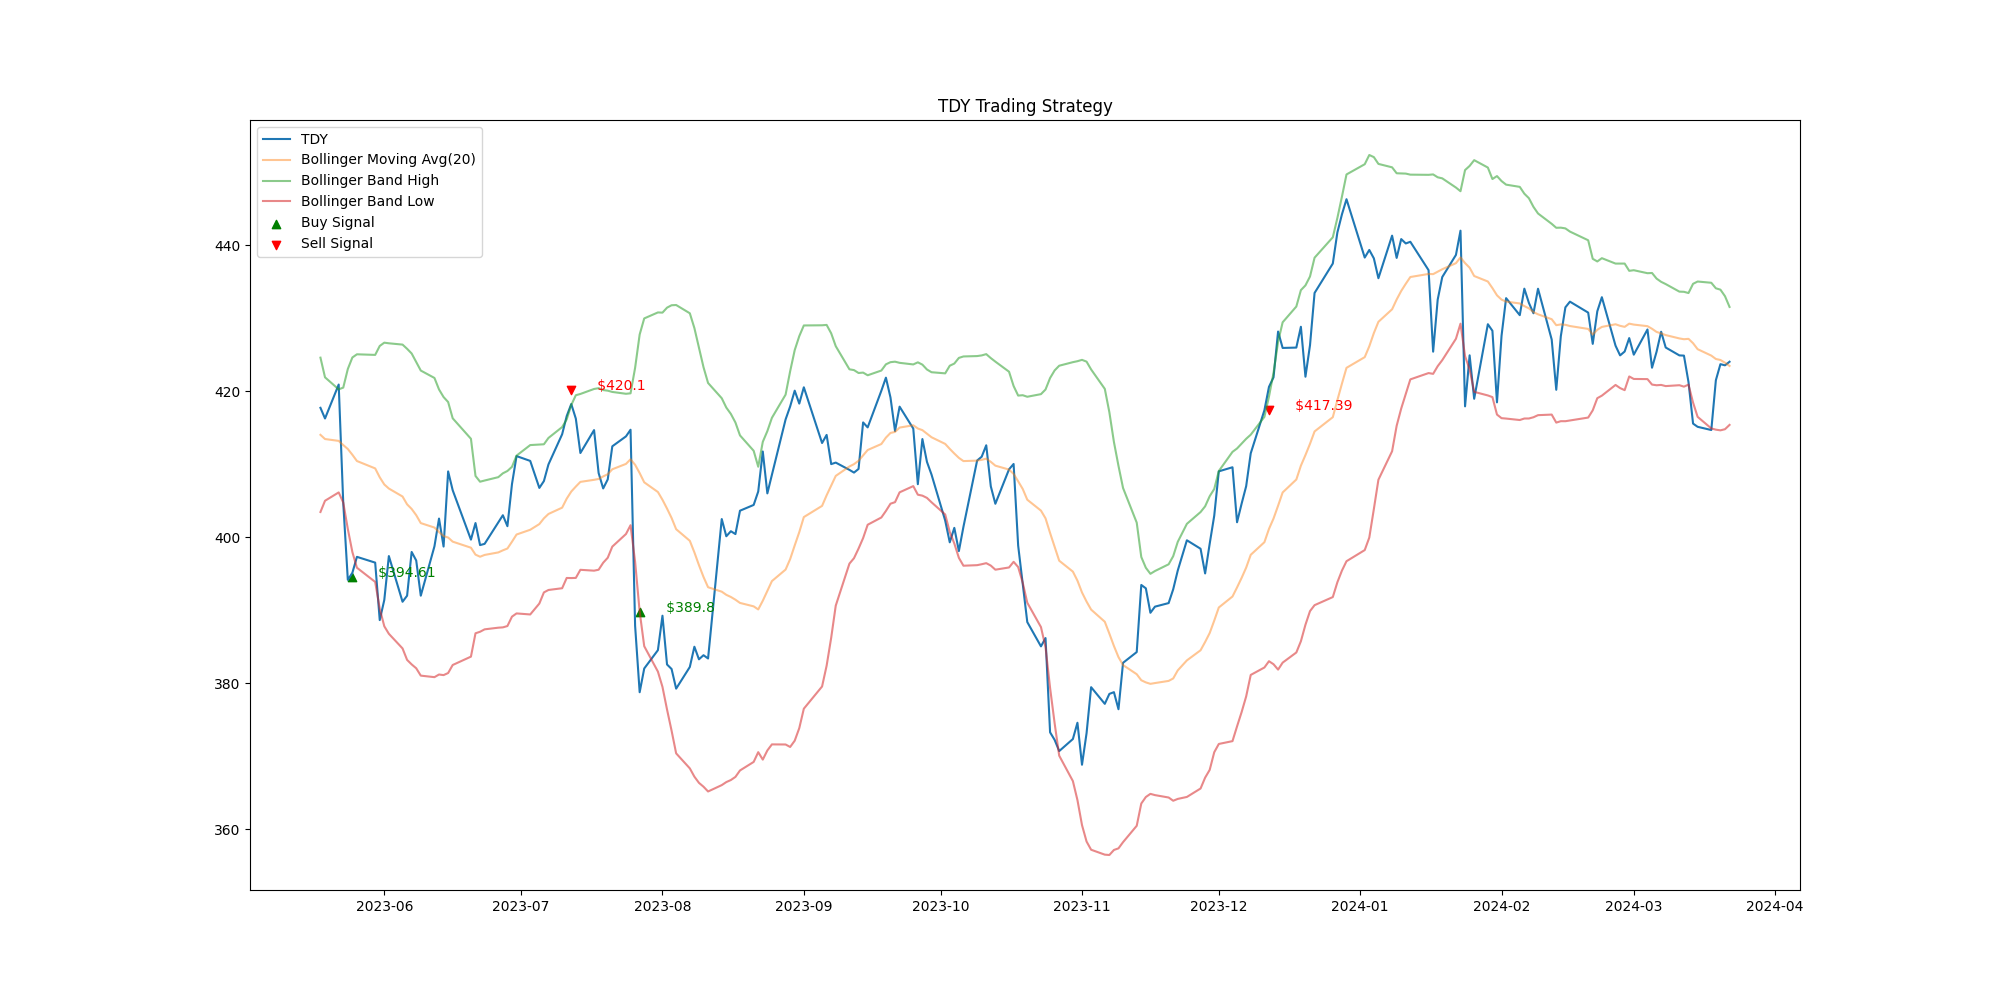 TDY Trading Strategy
TDY
Bollinger Moving Avg(20)
Bollinger Band High
Bollinger Band Low
Buy Signal
Sell Signal
440
420
400
380
360
$420.1
$417.39
$394.61
$389.8
2023-06 2023-07 2023-08 2023-09 2023-10 2023-11 2023-12 2024-01 2024-02 2024-03 2024-04